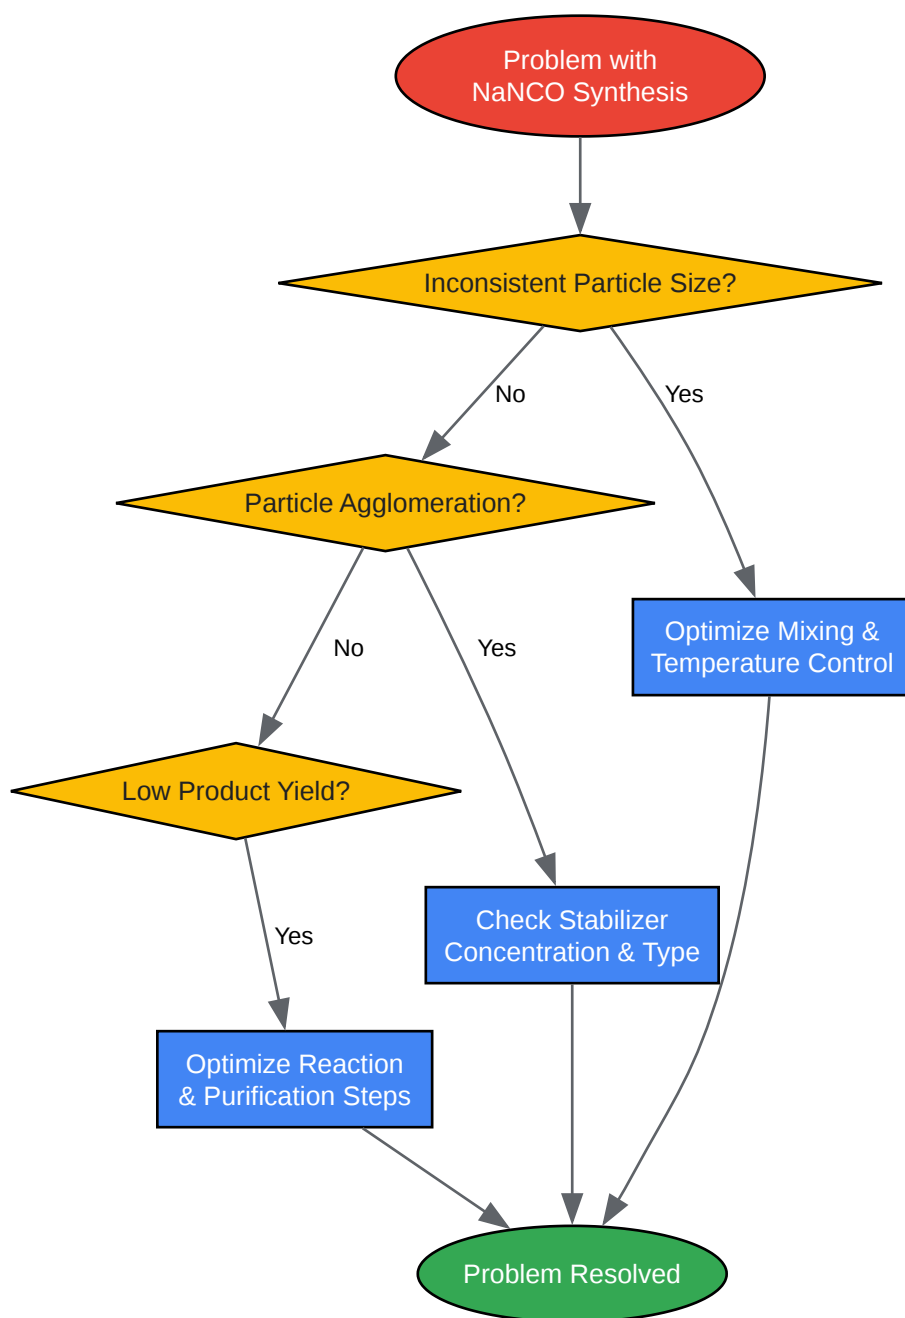 Problem with
NaNCO Synthesis
Inconsistent Particle Size?
No
Yes
Particle Agglomeration?
Optimize Mixing &
Temperature Control
No
Yes
Low Product Yield?
Check Stabilizer
Concentration & Type
Yes
Optimize Reaction
& Purification Steps
Problem Resolved